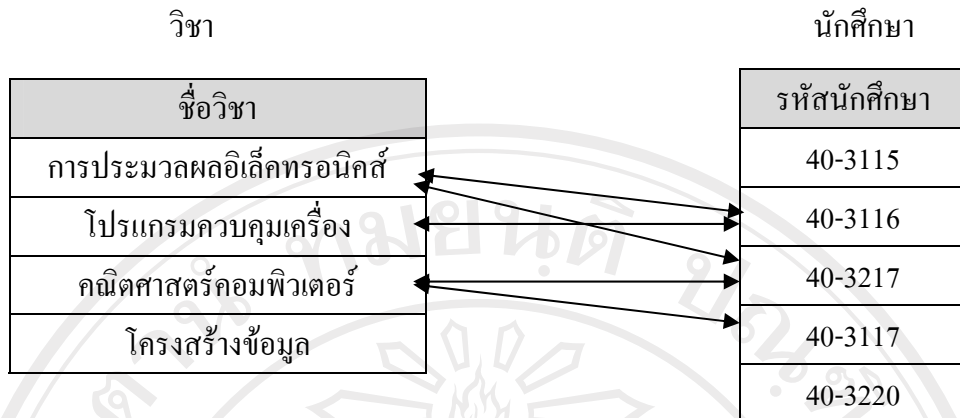 วิชา
นักศึกษา
ชื่อวิชา
การประมวลผลอิเล็คทรอนิคส์
โปรแกรมควบคุมเครื่อง
คณิตศาสตร์คอมพิวเตอร์
โครงสร้างข้อมูล
รหัสนักศึกษา
40-3115
40-3116
40-3217
40-3117
40-3220